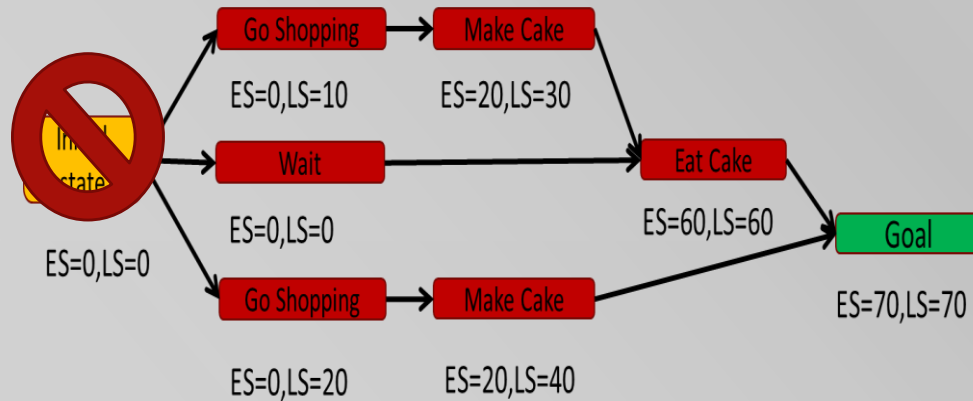 Go Shopping
Make Cake
ES=0,LS=10
ES=20,LS=30
state
Wait
Eat Cake
ES=0,LS=0
ES=60,LS=60
Goal
ES=0,LS=0
Go Shopping
Make Cake
ES=70,LS=70
ES=0,LS=20
ES=20,LS=40